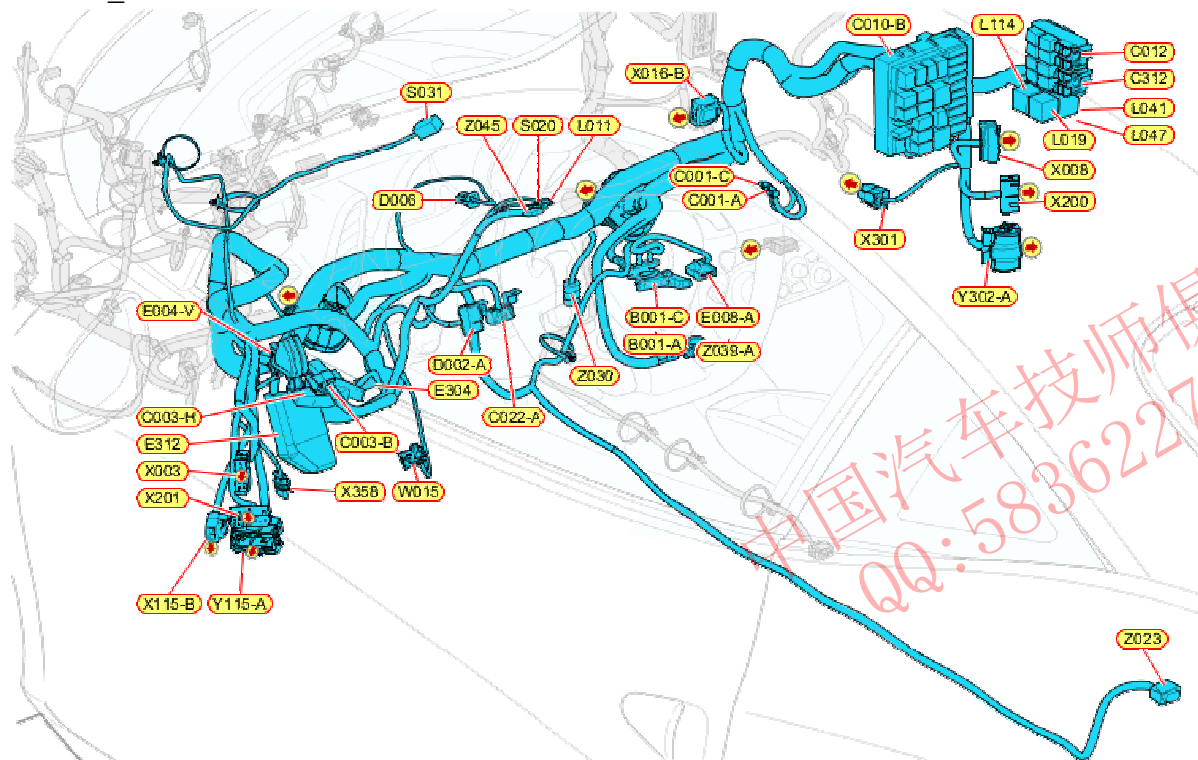 C010-B
L114
C012
X016-B
C312
S031
L041
Z045
S020
L011
L047
L019
X008
C001-C
D006
C001-A
X200
X301
Y302-A
E004-V
B001-C
E008-A
B001-A
Z039-A
D002-A
Z030
E304
C003-H
C022-A
E312
C003-B
X003
X201
X358
W015
X115-B
Y115-A
Z023
中国汽车技师俱
QQ:5836227